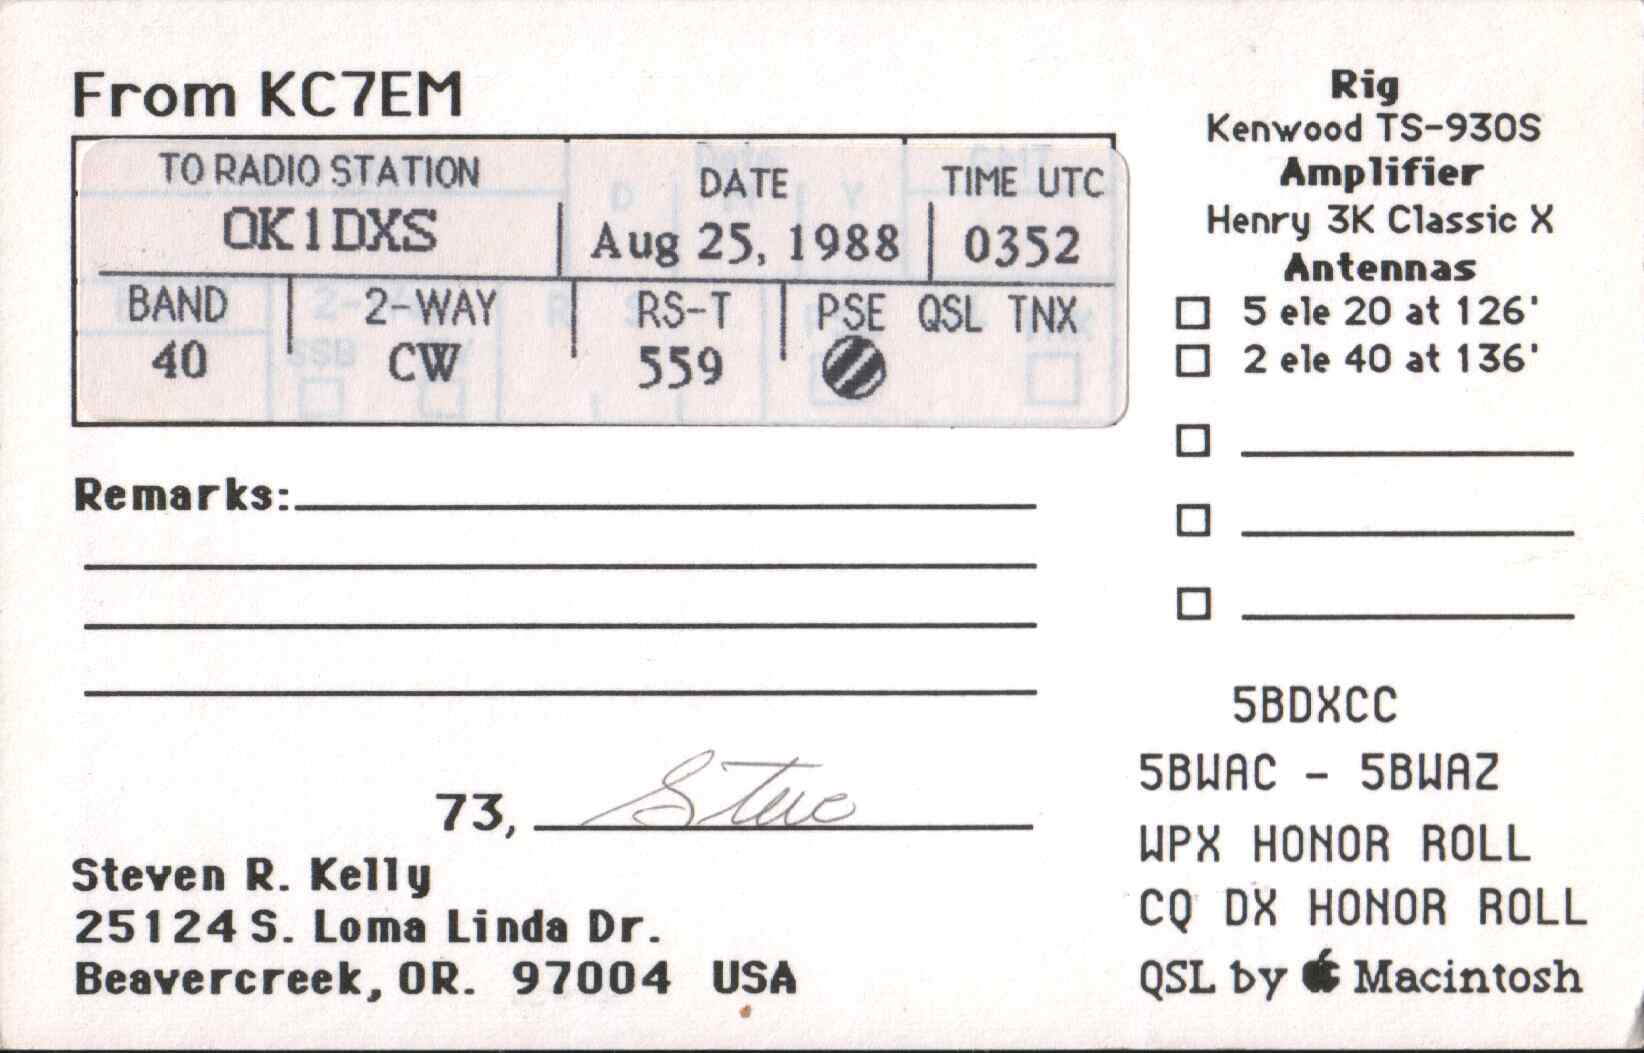 From KC7EM
TO RADIO STATION DATE TIME UTC
OK1DXS Aug 25, 1988 0352
BAND 2-WAY RS-T PSE QSL TNX
40 CW 559
Remarks:
73, Steve
Steven R. Kelly
25124 S. Loma Linda Dr.
Beavercreek, OR. 97004 USA
Rig
Kenwood TS-930S
Amplifier
Henry 3K Classic X
Antennas
5 ele 20 at 126'
2 ele 40 at 136'
5BDXCC
5BWAC - 5BWAZ
WPX HONOR ROLL
CQ DX HONOR ROLL
QSL by Macintosh